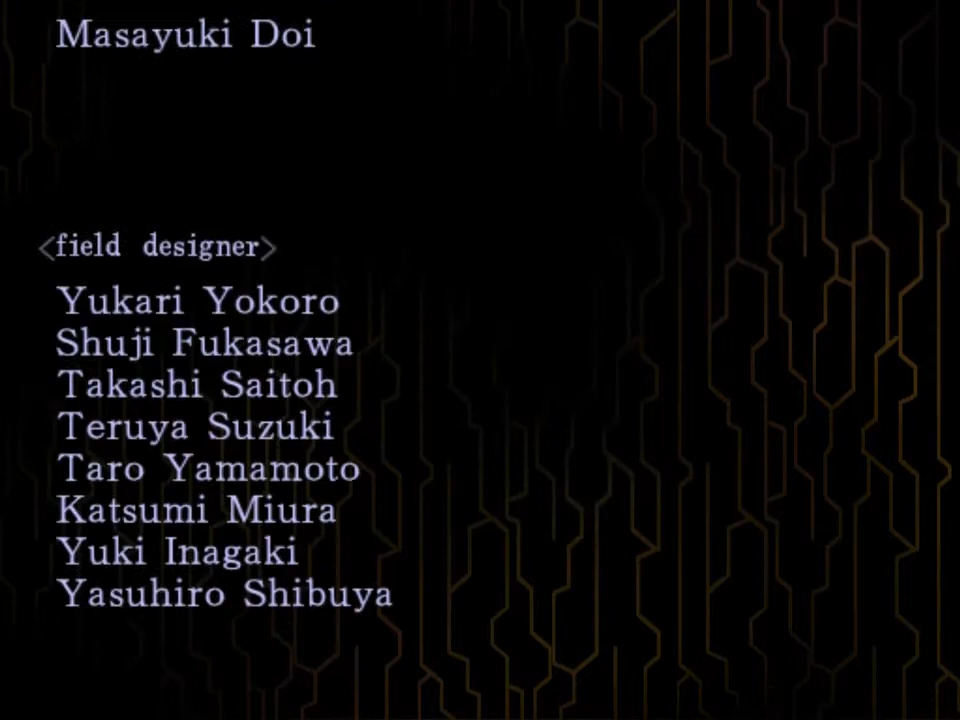 Masayuki Doi
<field designer>
Yukari Yokoro
Shuji Fukasawa
Takashi Saitoh
Teruya Suzuki
Taro Yamamoto
Katsumi Miura
Yuki Inagaki
Yasuhiro Shibuya